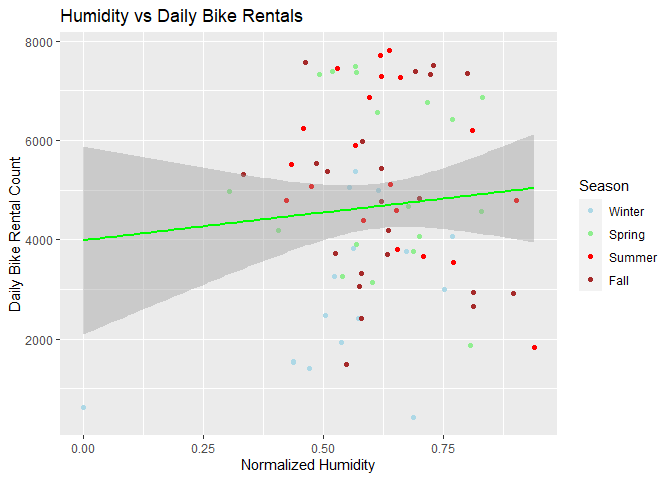 Humidity vs Daily Bike Rentals
8000
6000
4000
2000
Daily Bike Rental Count
0.00 0.25 0.50 0.75
Normalized Humidity
Season
Winter
Spring
Summer
Fall